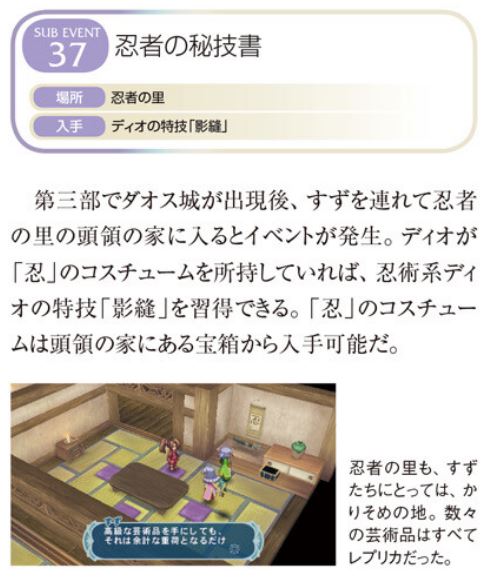 SUB EVENT
37
忍者の秘技書
場所 忍者の里
入手 ディオの特技「影縫」
第三部でダオス城が出現後、すずを連れて忍者
の里の頭領の家に入るとイベントが発生。ディオが
「忍」のコスチュームを所持していれば、忍術系ディ
オの特技「影縫」を習得できる。「忍」のコスチュー
ムは頭領の家にある宝箱から入手可能だ。
すず
高級な芸術品を手にしても、
それは余計な重荷となるだけ
忍者の里も、すず
たちにとっては、か
りそめの地。数々
の芸術品はすべて
レプリカだった。